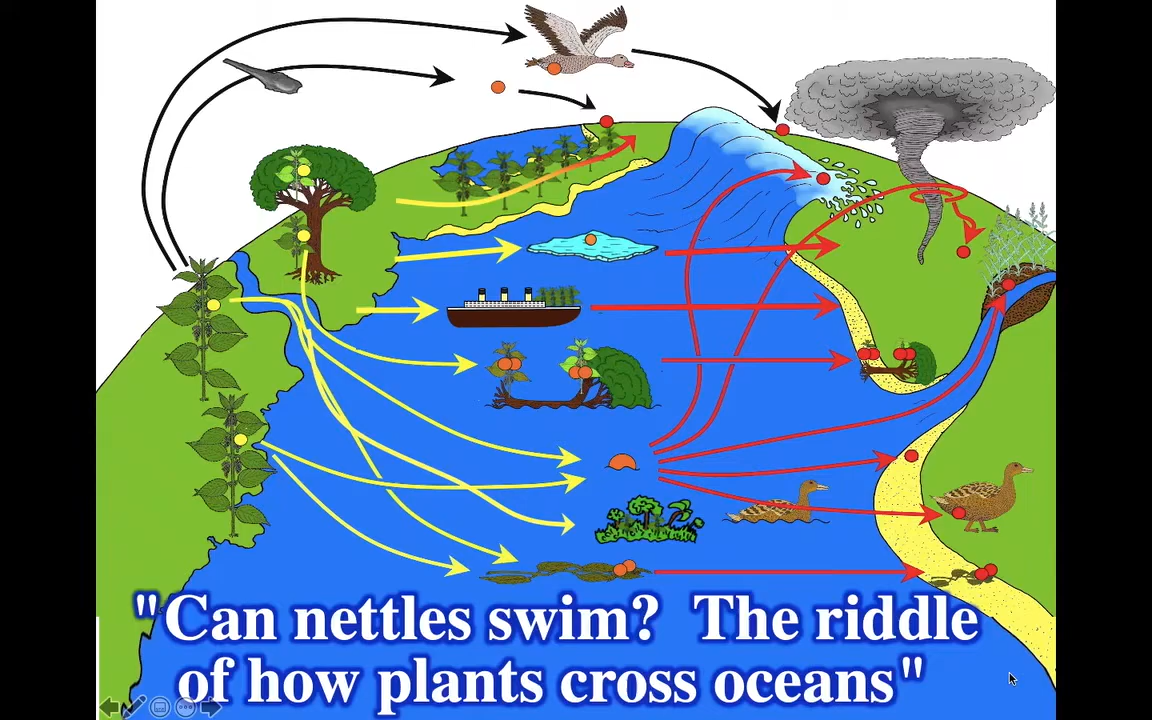 "Can nettles swim?  The riddle
of how plants cross oceans"